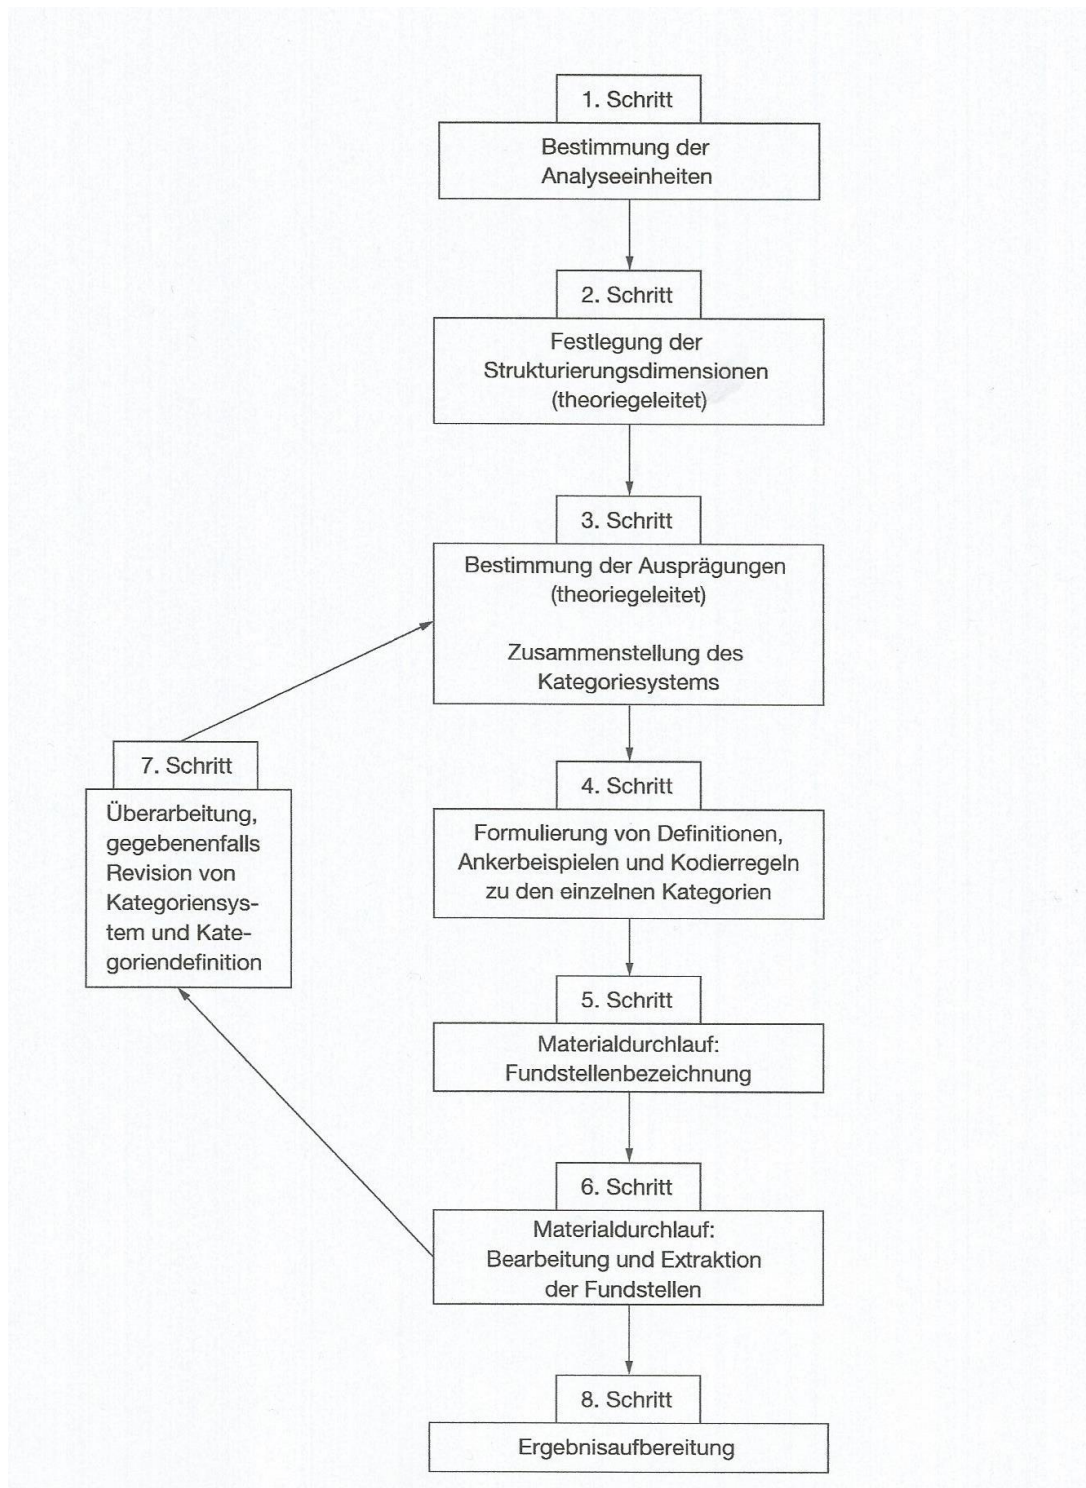 1. Schritt
Bestimmung der
Analyseeinheiten
2. Schritt
Festlegung der
Strukturierungsdimensionen
(theoriegeleitet)
3. Schritt
Bestimmung der Ausprägungen
(theoriegeleitet)
Zusammenstellung des
Kategoriesystems
7. Schritt
Überarbeitung,
gegebenenfalls
Revision von
Kategoriensys-
tem und Kate-
goriendefinition
4. Schritt
Formulierung von Definitionen,
Ankerbeispielen und Kodierregeln
zu den einzelnen Kategorien
5. Schritt
Materialdurchlauf:
Fundstellenbezeichnung
6. Schritt
Materialdurchlauf:
Bearbeitung und Extraktion
der Fundstellen
8. Schritt
Ergebnisaufbereitung